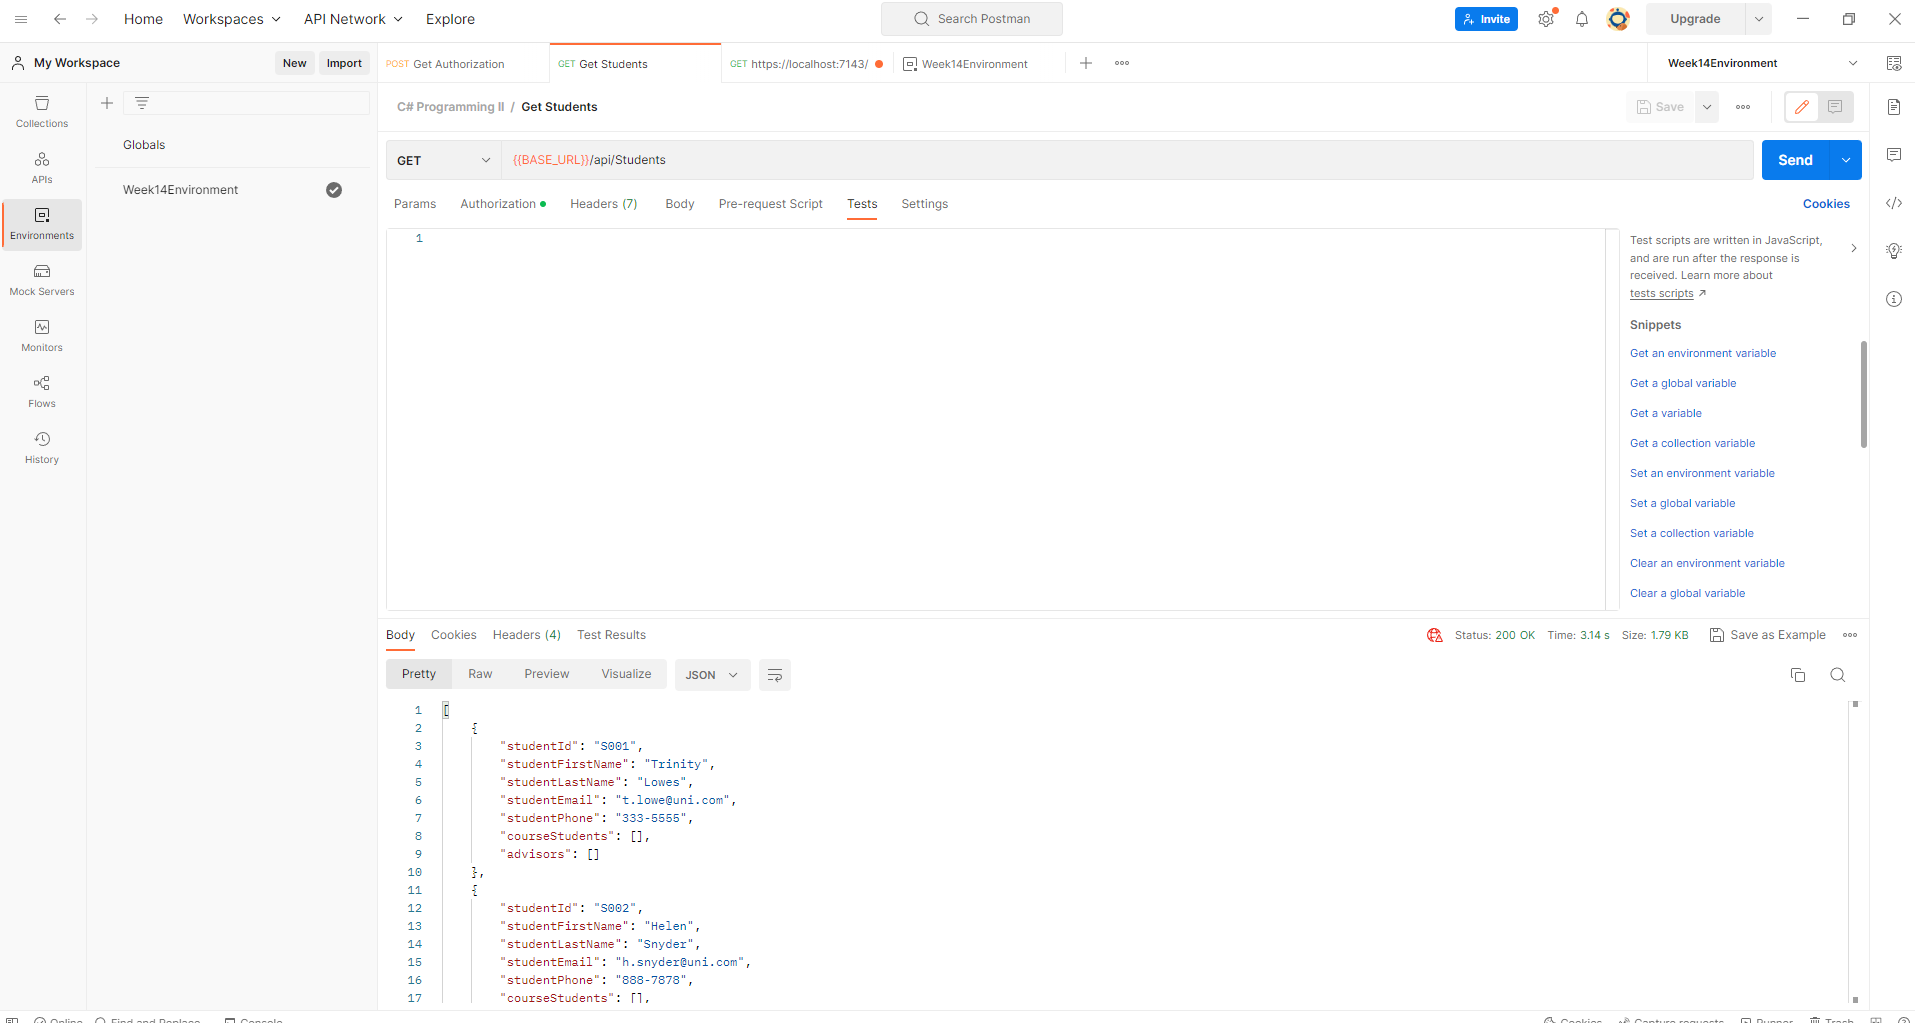 Home Workspaces API Network Explore Search Postman Invite Upgrade
My Workspace New Import POST Get Authorization GET Get Students GET https://localhost:7143/ Week14Environment Week14Environment
Collections
APIs
Environments
Mock Servers
Monitors
Flows
History
Globals
Week14Environment
C# Programming II / Get Students Save
GET {{BASE_URL}}/api/Students Send
Params Authorization Headers (7) Body Pre-request Script Tests Settings Cookies
1
Test scripts are written in JavaScript,
and are run after the response is
received. Learn more about
tests scripts ↗
Snippets
Get an environment variable
Get a global variable
Get a variable
Get a collection variable
Set an environment variable
Set a global variable
Set a collection variable
Clear an environment variable
Clear a global variable
Body Cookies Headers (4) Test Results Status: 200 OK Time: 3.14 s Size: 1.79 KB Save as Example
Pretty Raw Preview Visualize JSON
1 [
2 {
3 "studentId": "S001",
4 "studentFirstName": "Trinity",
5 "studentLastName": "Lowes",
6 "studentEmail": "t.lowe@uni.com",
7 "studentPhone": "333-5555",
8 "courseStudents": [],
9 "advisors": []
10 },
11 {
12 "studentId": "S002",
13 "studentFirstName": "Helen",
14 "studentLastName": "Snyder",
15 "studentEmail": "h.snyder@uni.com",
16 "studentPhone": "888-7878",
17 "courseStudents": [],
Online Find and Replace Console Cookies Capture requests Runner Trash